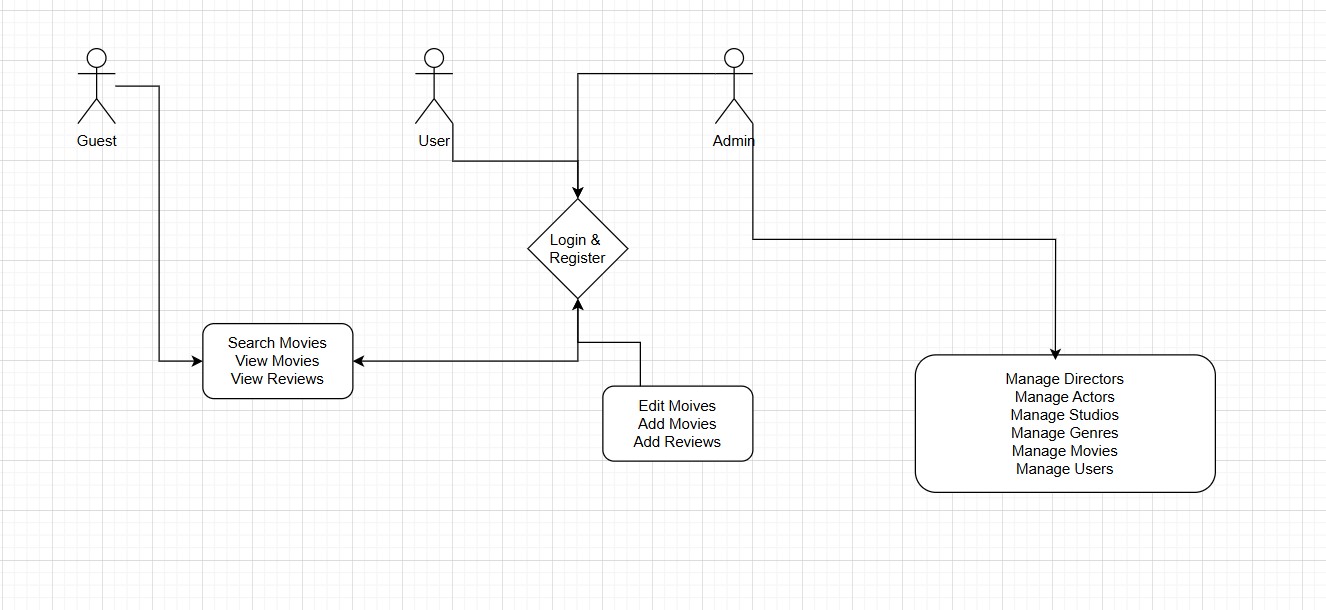 Guest
User
Admin
Login &
Register
Search Movies
View Movies
View Reviews
Edit Moives
Add Movies
Add Reviews
Manage Directors
Manage Actors
Manage Studios
Manage Genres
Manage Movies
Manage Users